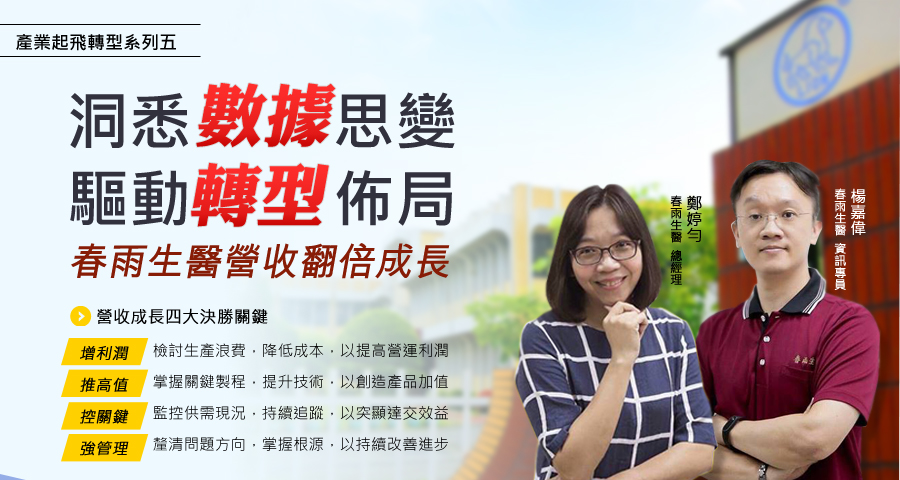 產業起飛轉型系列五
洞悉數據思變
驅動轉型佈局
春雨生醫營收翻倍成長
營收成長四大決勝關鍵
增利潤 檢討生產浪費，降低成本，以提高營運利潤
推高值 掌握關鍵製程，提升技術，以創造產品加值
控關鍵 監控供需現況，持續追蹤，以突顯達交效益
強管理 釐清問題方向，掌握根源，以持續改善進步
鄭婷勻
春雨生醫 總經理
楊嘉偉
春雨生醫 資訊專員